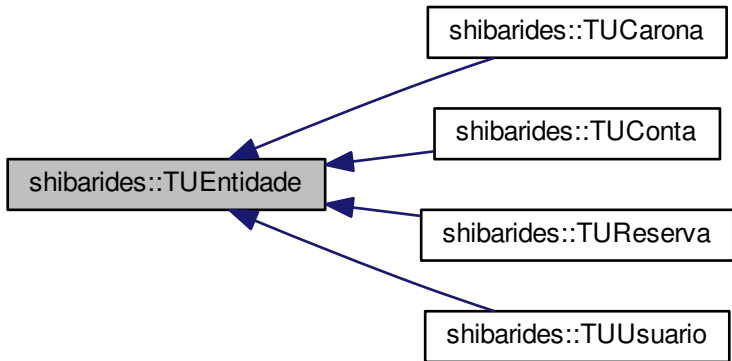 shibarides::TUCarona
shibarides::TUConta
shibarides::TUEntidade
shibarides::TUReserva
shibarides::TUUsuario